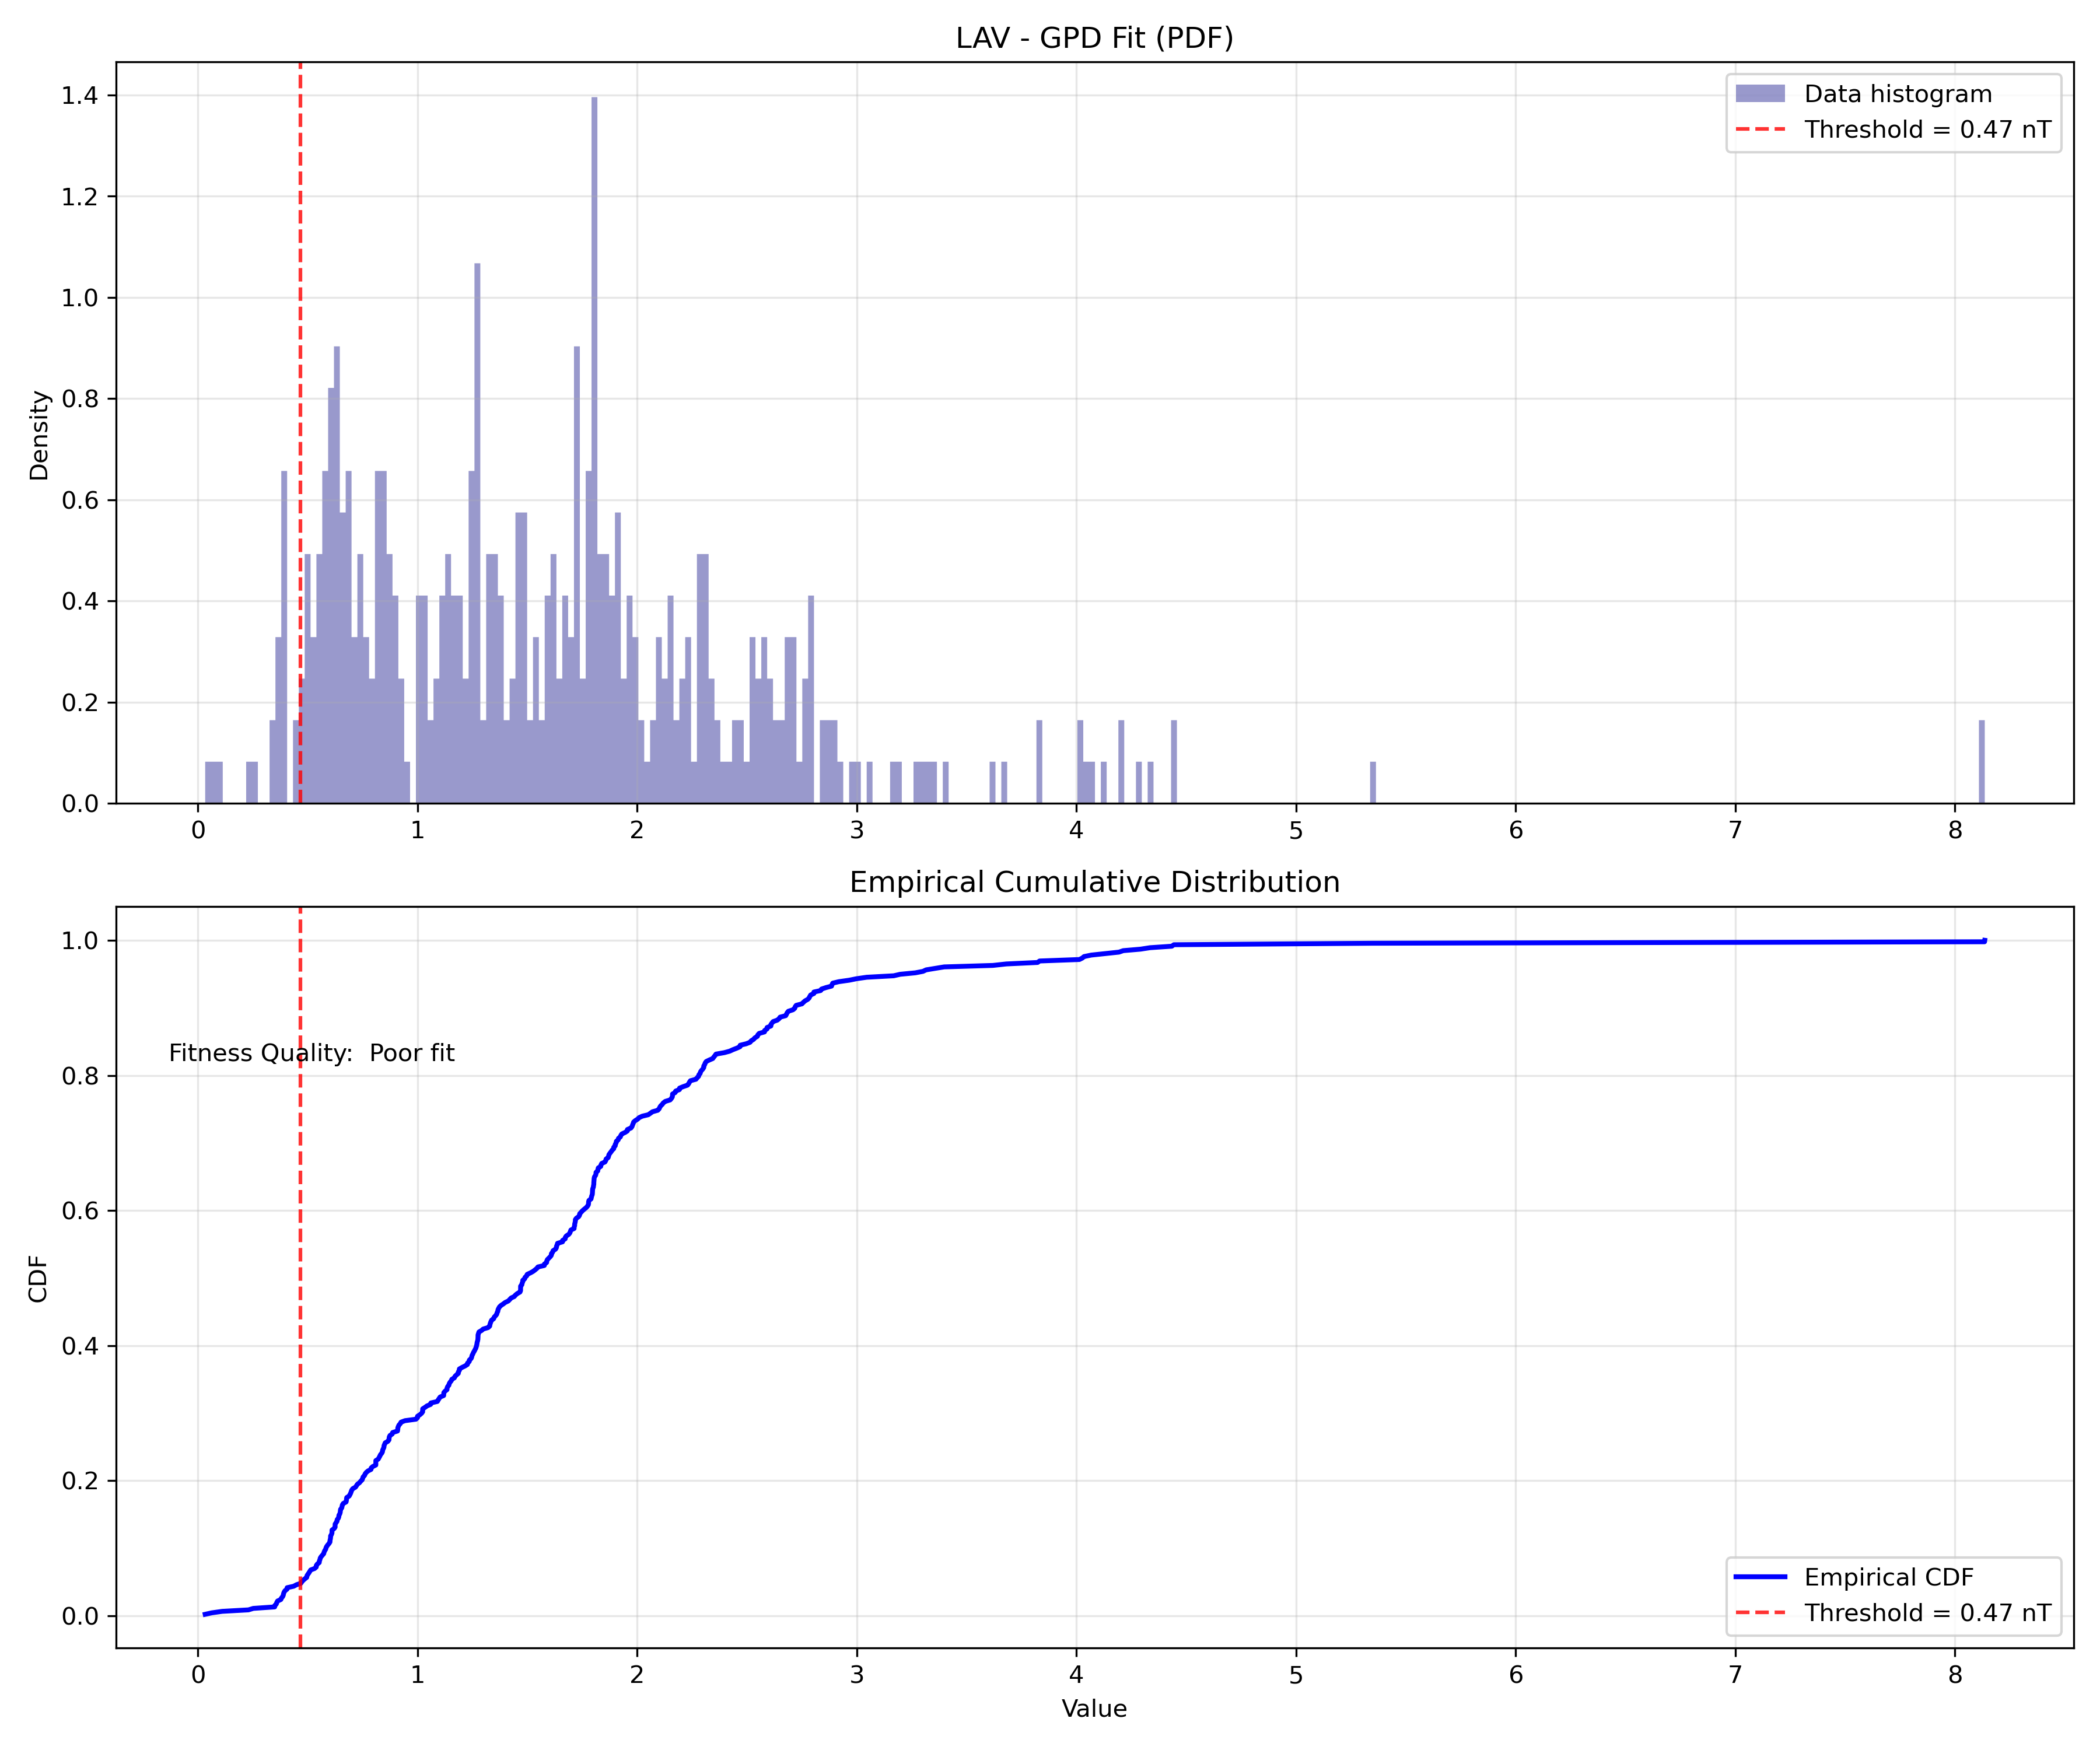 LAV - GPD Fit (PDF)
Density
1.4
1.2
1.0
0.8
0.6
0.4
0.2
0.0
Data histogram
Threshold = 0.47 nT
0 1 2 3 4 5 6 7 8
Empirical Cumulative Distribution
CDF
1.0
0.8
0.6
0.4
0.2
0.0
Fitness Quality: Poor fit
Empirical CDF
Threshold = 0.47 nT
0 1 2 3 4 5 6 7 8
Value